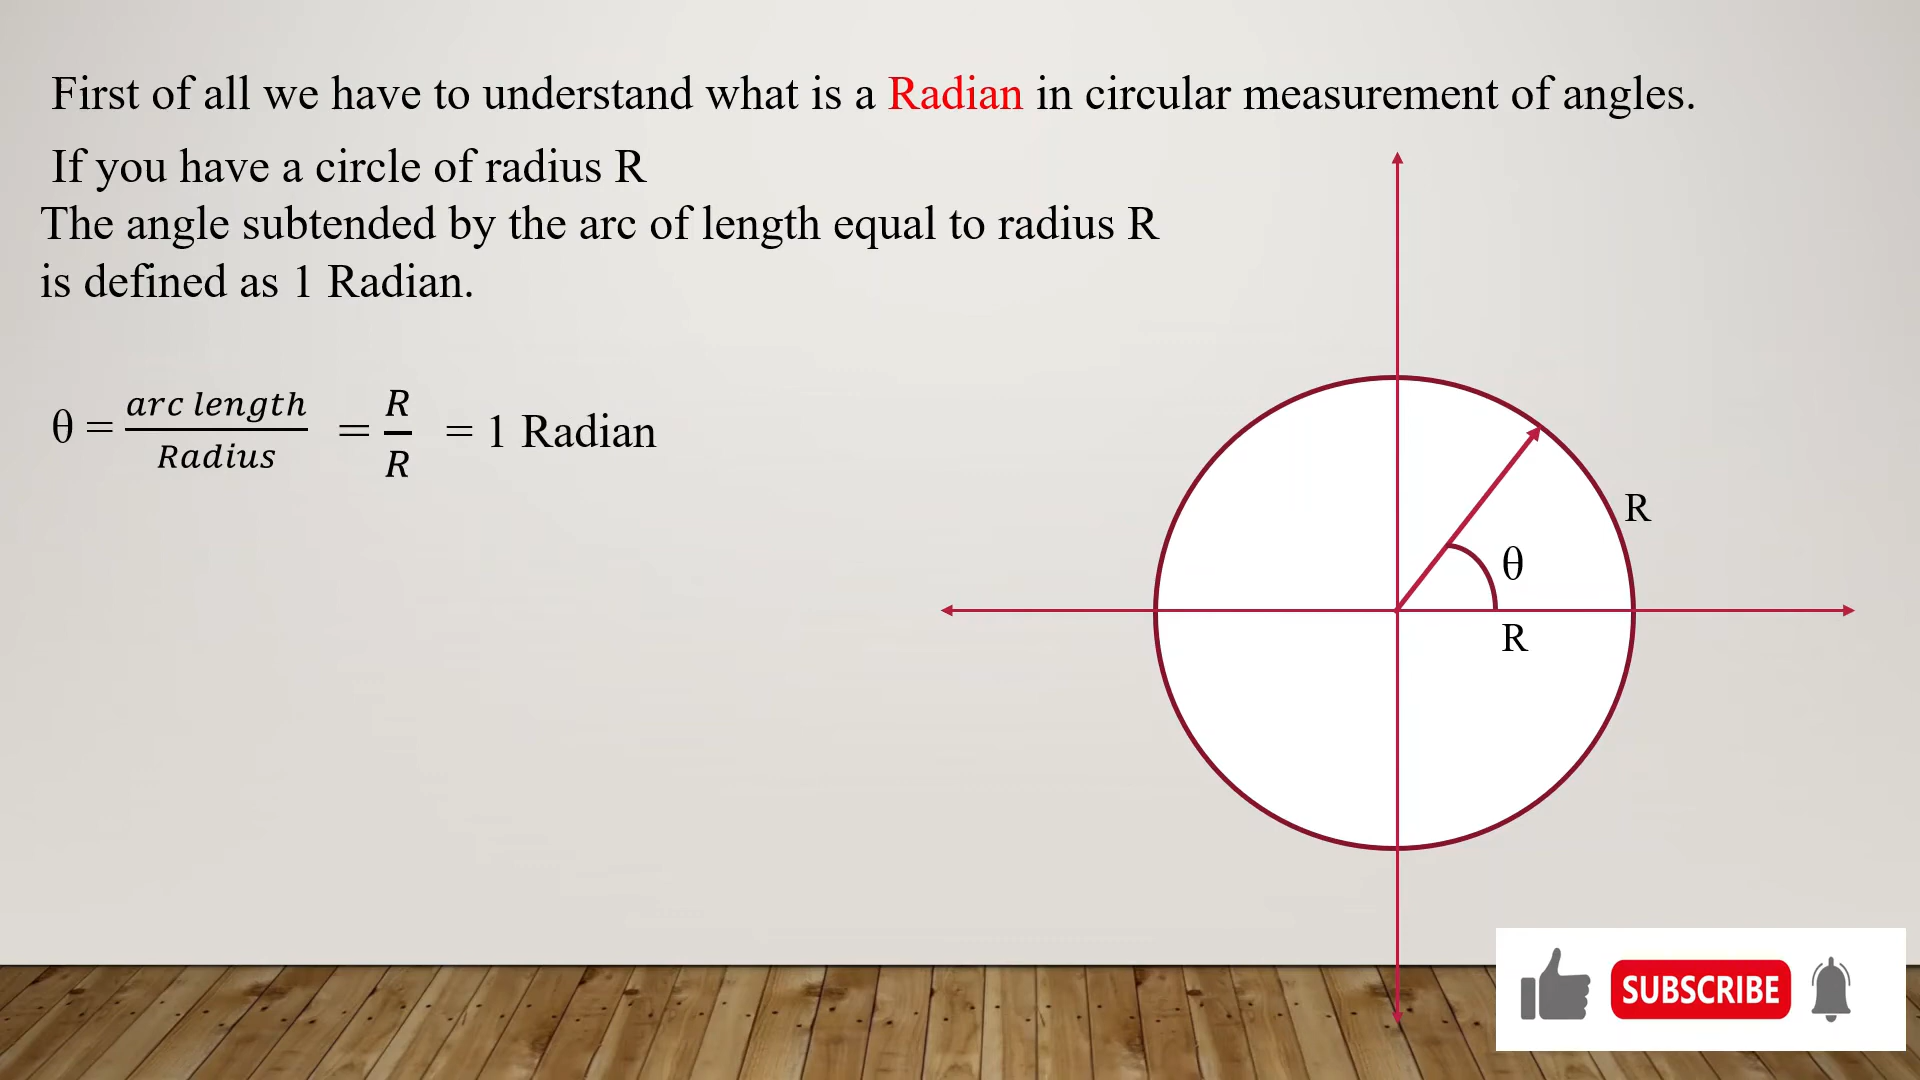 First of all we have to understand what is a Radian in circular measurement of angles.
If you have a circle of radius R
The angle subtended by the arc of length equal to radius R
is defined as 1 Radian.
θ = arc length / Radius = R / R = 1 Radian
R
θ
R
SUBSCRIBE